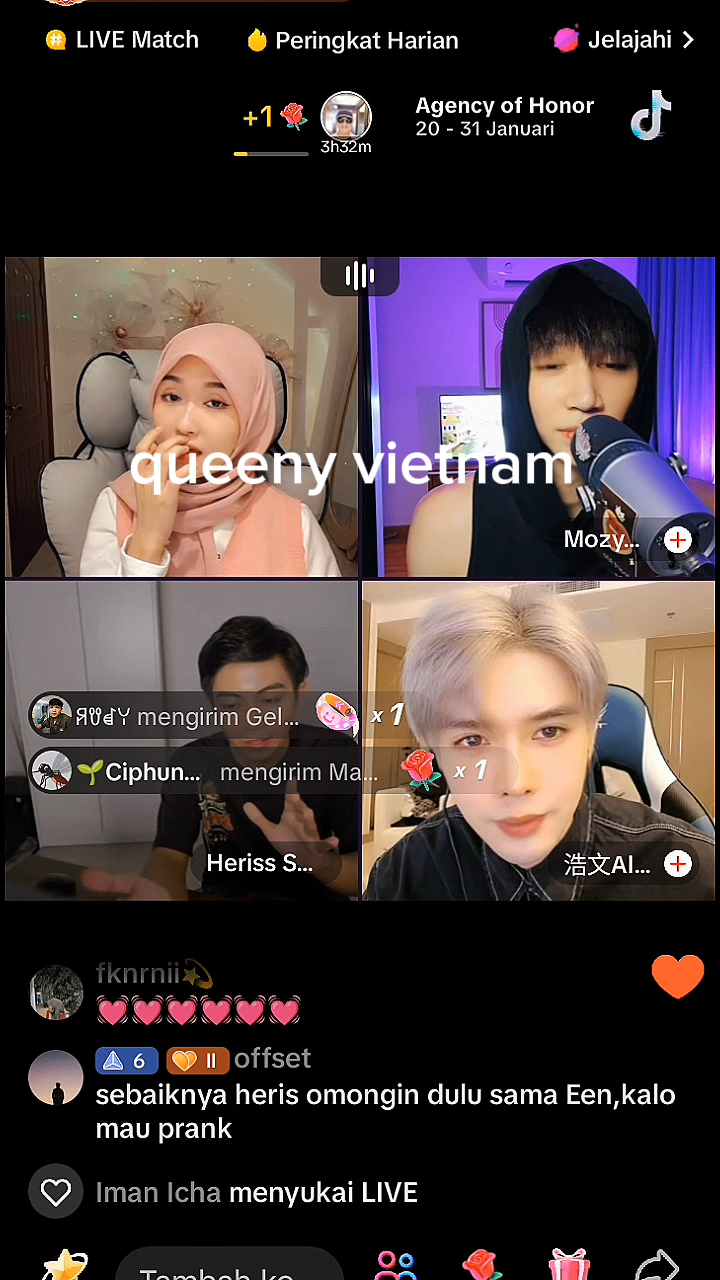 LIVE Match
Peringkat Harian
Jelajahi
+1
3h32m
Agency of Honor
20 - 31 Januari
queeny vietnam
Mozy...
mengirim Gel...
x 1
Ciphun... mengirim Ma...
x 1
Heriss S...
浩文AI...
fknrnii
6 II offset
sebaiknya heris omongin dulu sama Een,kalo
mau prank
Iman Icha menyukai LIVE